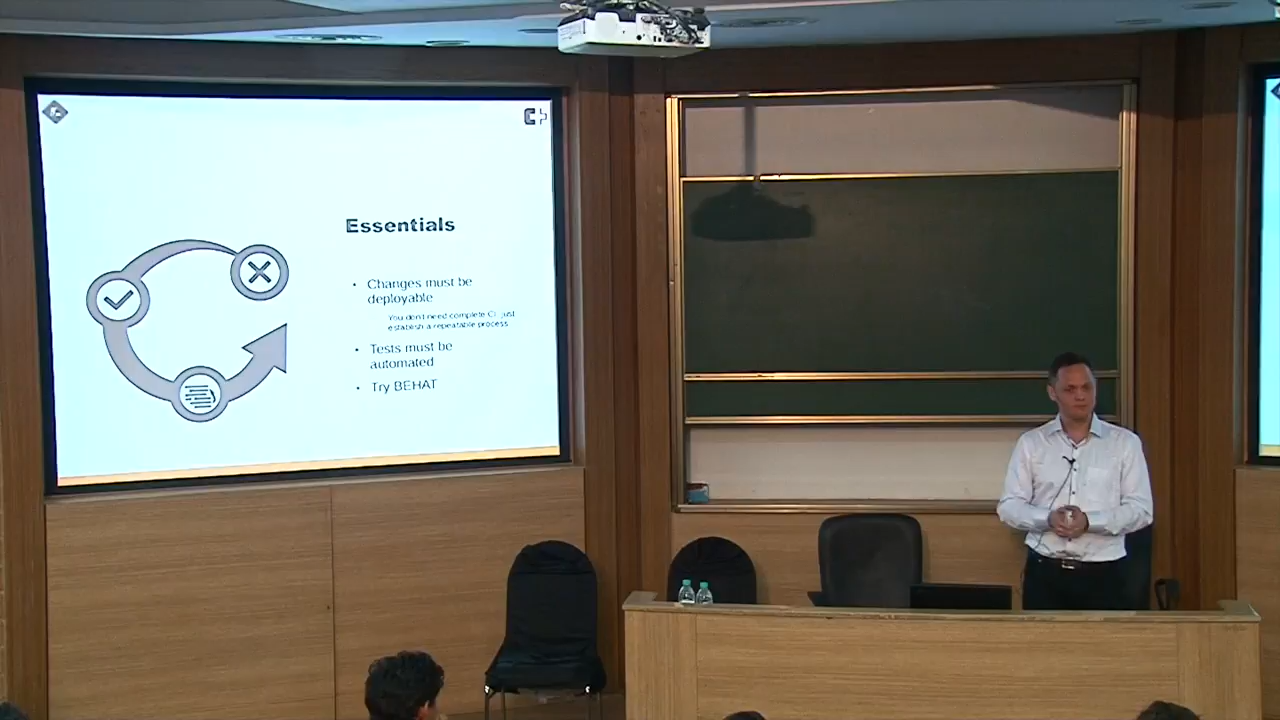 Essentials
• Changes must be
deployable
You don't need complete CI, just
establish a repeatable process
• Tests must be
automated
• Try BEHAT